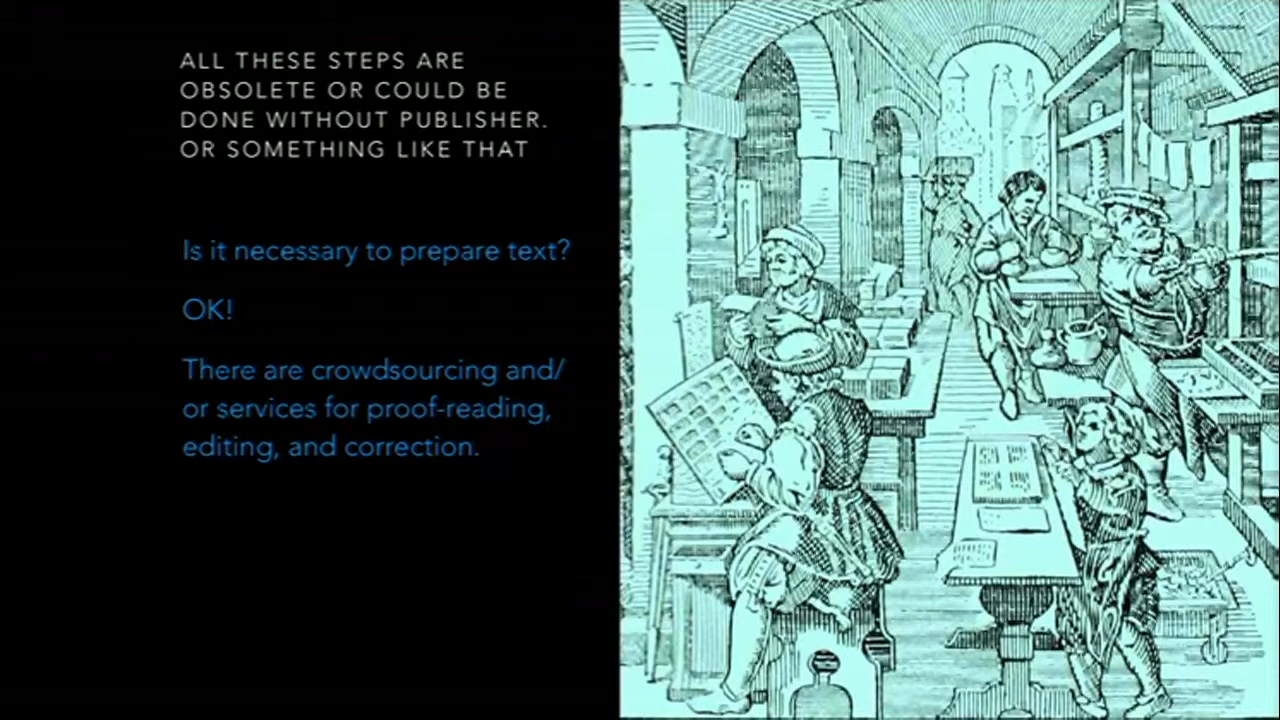 ALL THESE STEPS ARE
OBSOLETE OR COULD BE
DONE WITHOUT PUBLISHER.
OR SOMETHING LIKE THAT
Is it necessary to prepare text?
OK!
There are crowdsourcing and/
or services for proof-reading,
editing, and correction.